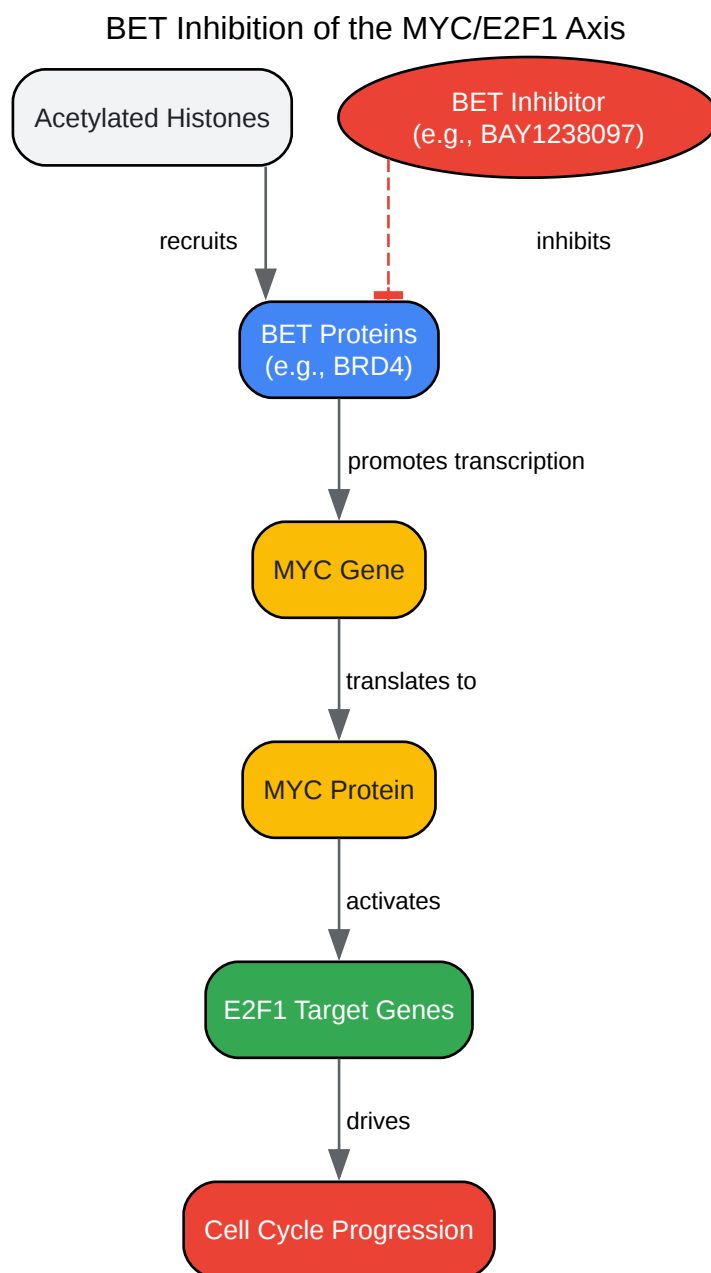 BET Inhibition of the MYC/E2F1 Axis
Acetylated Histones
BET Inhibitor
(e.g., BAY1238097)
recruits
inhibits
BET Proteins
(e.g., BRD4)
promotes transcription
MYC Gene
translates to
MYC Protein
activates
E2F1 Target Genes
drives
Cell Cycle Progression